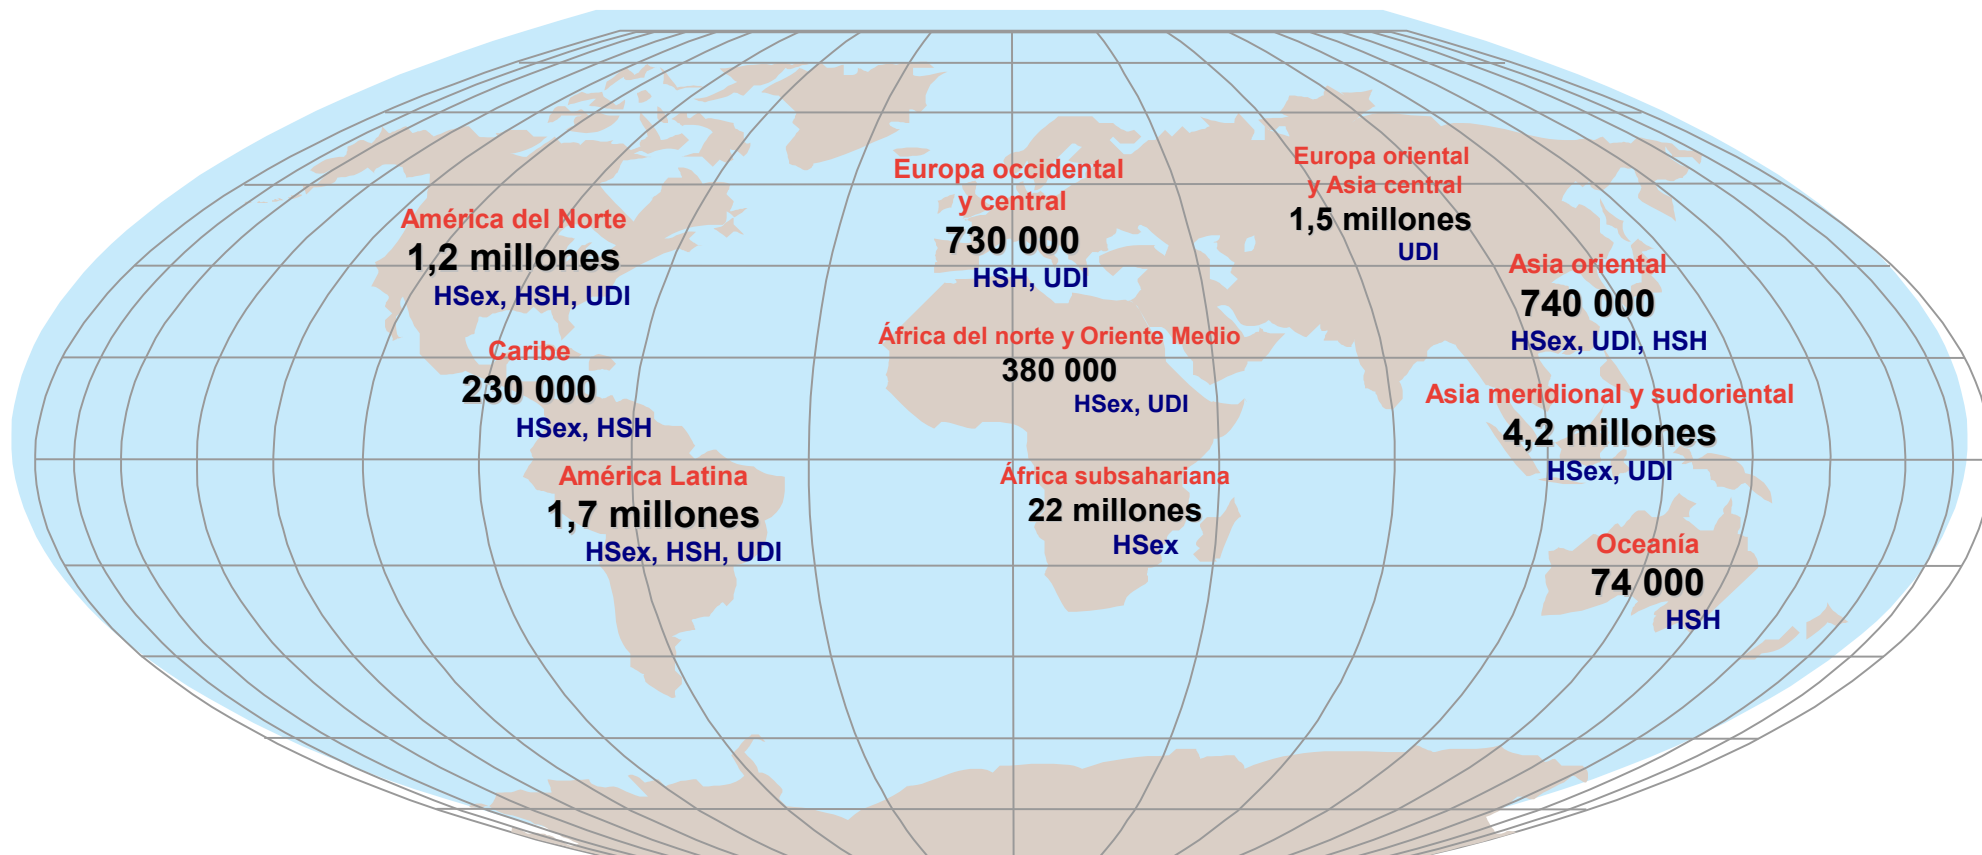 América del Norte
1,2 millones
HSex, HSH, UDI
Caribe
230 000
HSex, HSH
América Latina
1,7 millones
HSex, HSH, UDI
Europa occidental
y central
730 000
HSH, UDI
África del norte y Oriente Medio
380 000
HSex, UDI
África subsahariana
22 millones
HSex
Europa oriental
y Asia central
1,5 millones
UDI
Asia oriental
740 000
HSex, UDI, HSH
Asia meridional y sudoriental
4,2 millones
HSex, UDI
Oceanía
74 000
HSH